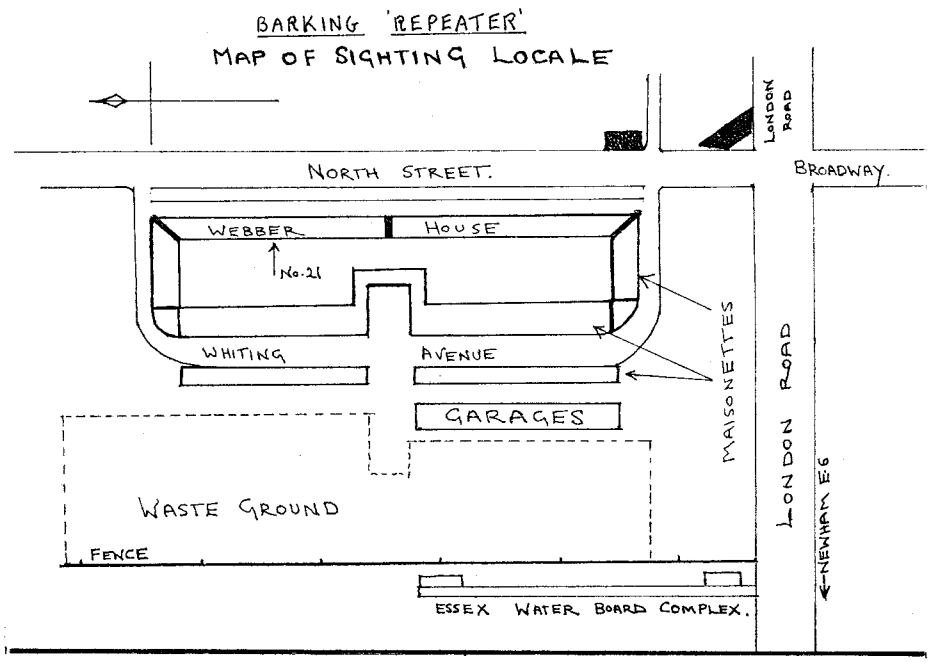 BARKING 'REPEATER'
MAP OF SIGHTING LOCALE
LONDON
ROAD
NORTH STREET.
BROADWAY.
WEBBER HOUSE
No. 21
WHITING AVENUE
MAISONETTES
GARAGES
LONDON ROAD
WASTE GROUND
←NEWHAM E.6
FENCE
ESSEX WATER BOARD COMPLEX.